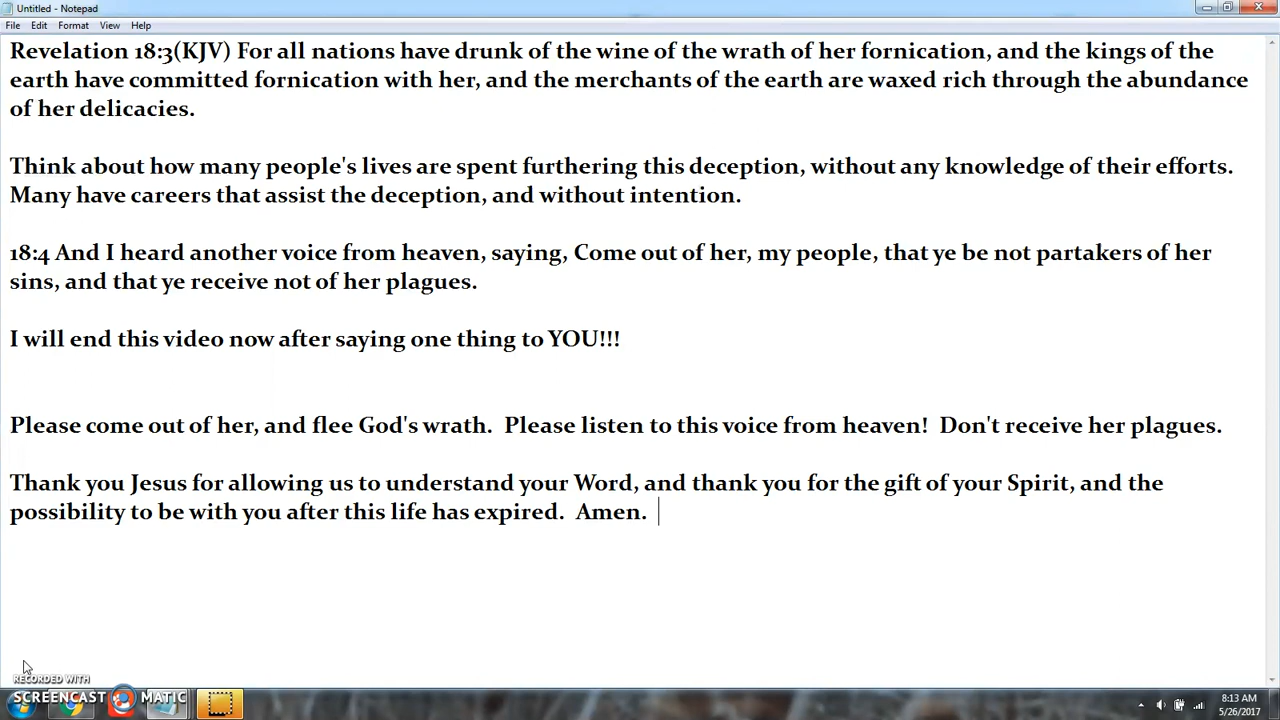 Untitled - Notepad
File Edit Format View Help
Revelation 18:3(KJV) For all nations have drunk of the wine of the wrath of her fornication, and the kings of the
earth have committed fornication with her, and the merchants of the earth are waxed rich through the abundance
of her delicacies.
Think about how many people's lives are spent furthering this deception, without any knowledge of their efforts.
Many have careers that assist the deception, and without intention.
18:4 And I heard another voice from heaven, saying, Come out of her, my people, that ye be not partakers of her
sins, and that ye receive not of her plagues.
I will end this video now after saying one thing to YOU!!!
Please come out of her, and flee God's wrath.  Please listen to this voice from heaven!  Don't receive her plagues.
Thank you Jesus for allowing us to understand your Word, and thank you for the gift of your Spirit, and the
possibility to be with you after this life has expired.  Amen.
RECORDED WITH
SCREENCAST MATIC
8:13 AM
5/26/2017